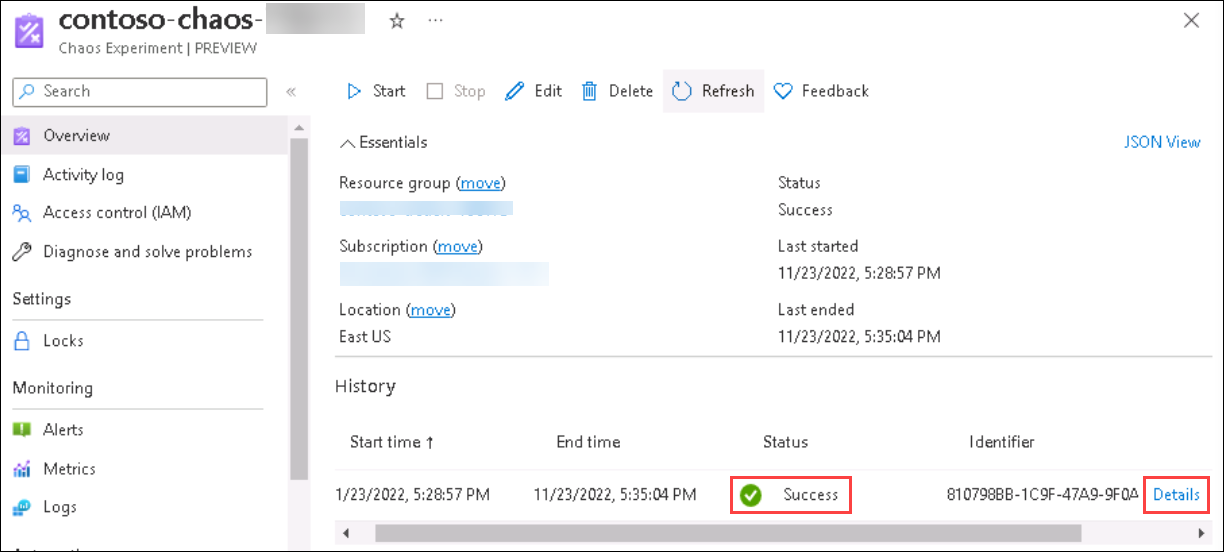 contoso-chaos-
Chaos Experiment | PREVIEW
Search
Start
Stop
Edit
Delete
Refresh
Feedback
Overview
Activity log
Access control (IAM)
Diagnose and solve problems
Settings
Locks
Monitoring
Alerts
Metrics
Logs
Essentials
JSON View
Resource group (move)
Status
Success
Subscription (move)
Last started
11/23/2022, 5:28:57 PM
Location (move)
East US
Last ended
11/23/2022, 5:35:04 PM
History
Start time ↑ End time Status Identifier
1/23/2022, 5:28:57 PM 11/23/2022, 5:35:04 PM Success 810798BB-1C9F-47A9-9F0A Details